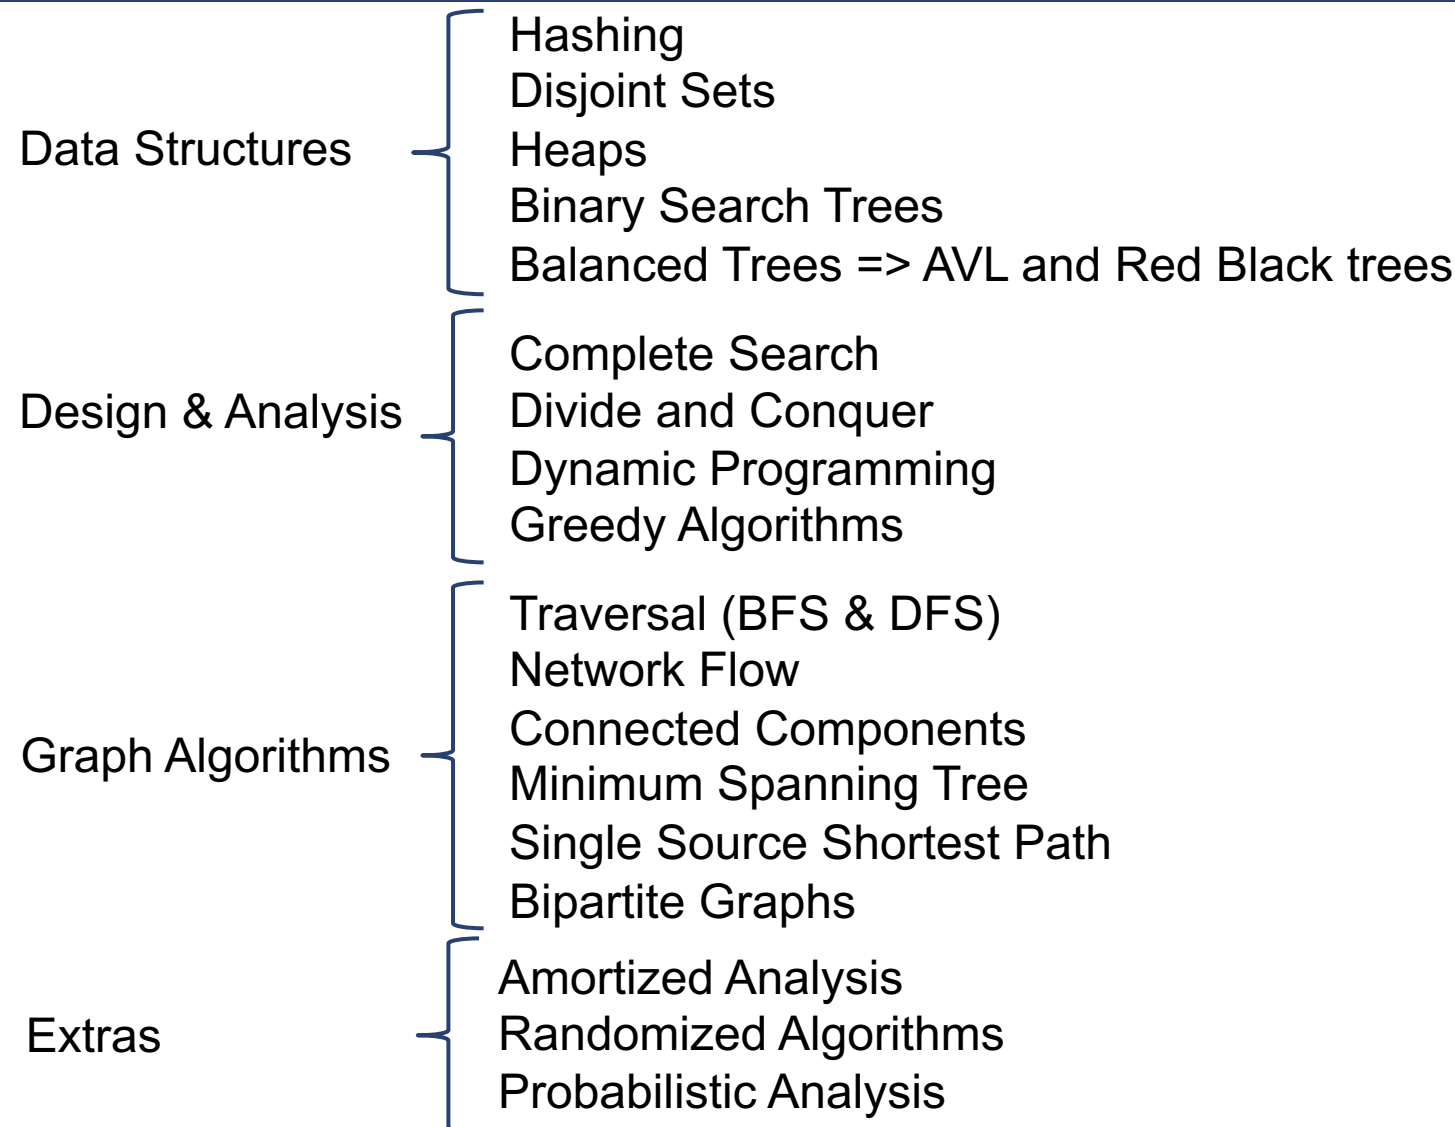 Data Structures
Hashing
Disjoint Sets
Heaps
Binary Search Trees
Balanced Trees => AVL and Red Black trees
Design & Analysis
Complete Search
Divide and Conquer
Dynamic Programming
Greedy Algorithms
Graph Algorithms
Traversal (BFS & DFS)
Network Flow
Connected Components
Minimum Spanning Tree
Single Source Shortest Path
Bipartite Graphs
Extras
Amortized Analysis
Randomized Algorithms
Probabilistic Analysis